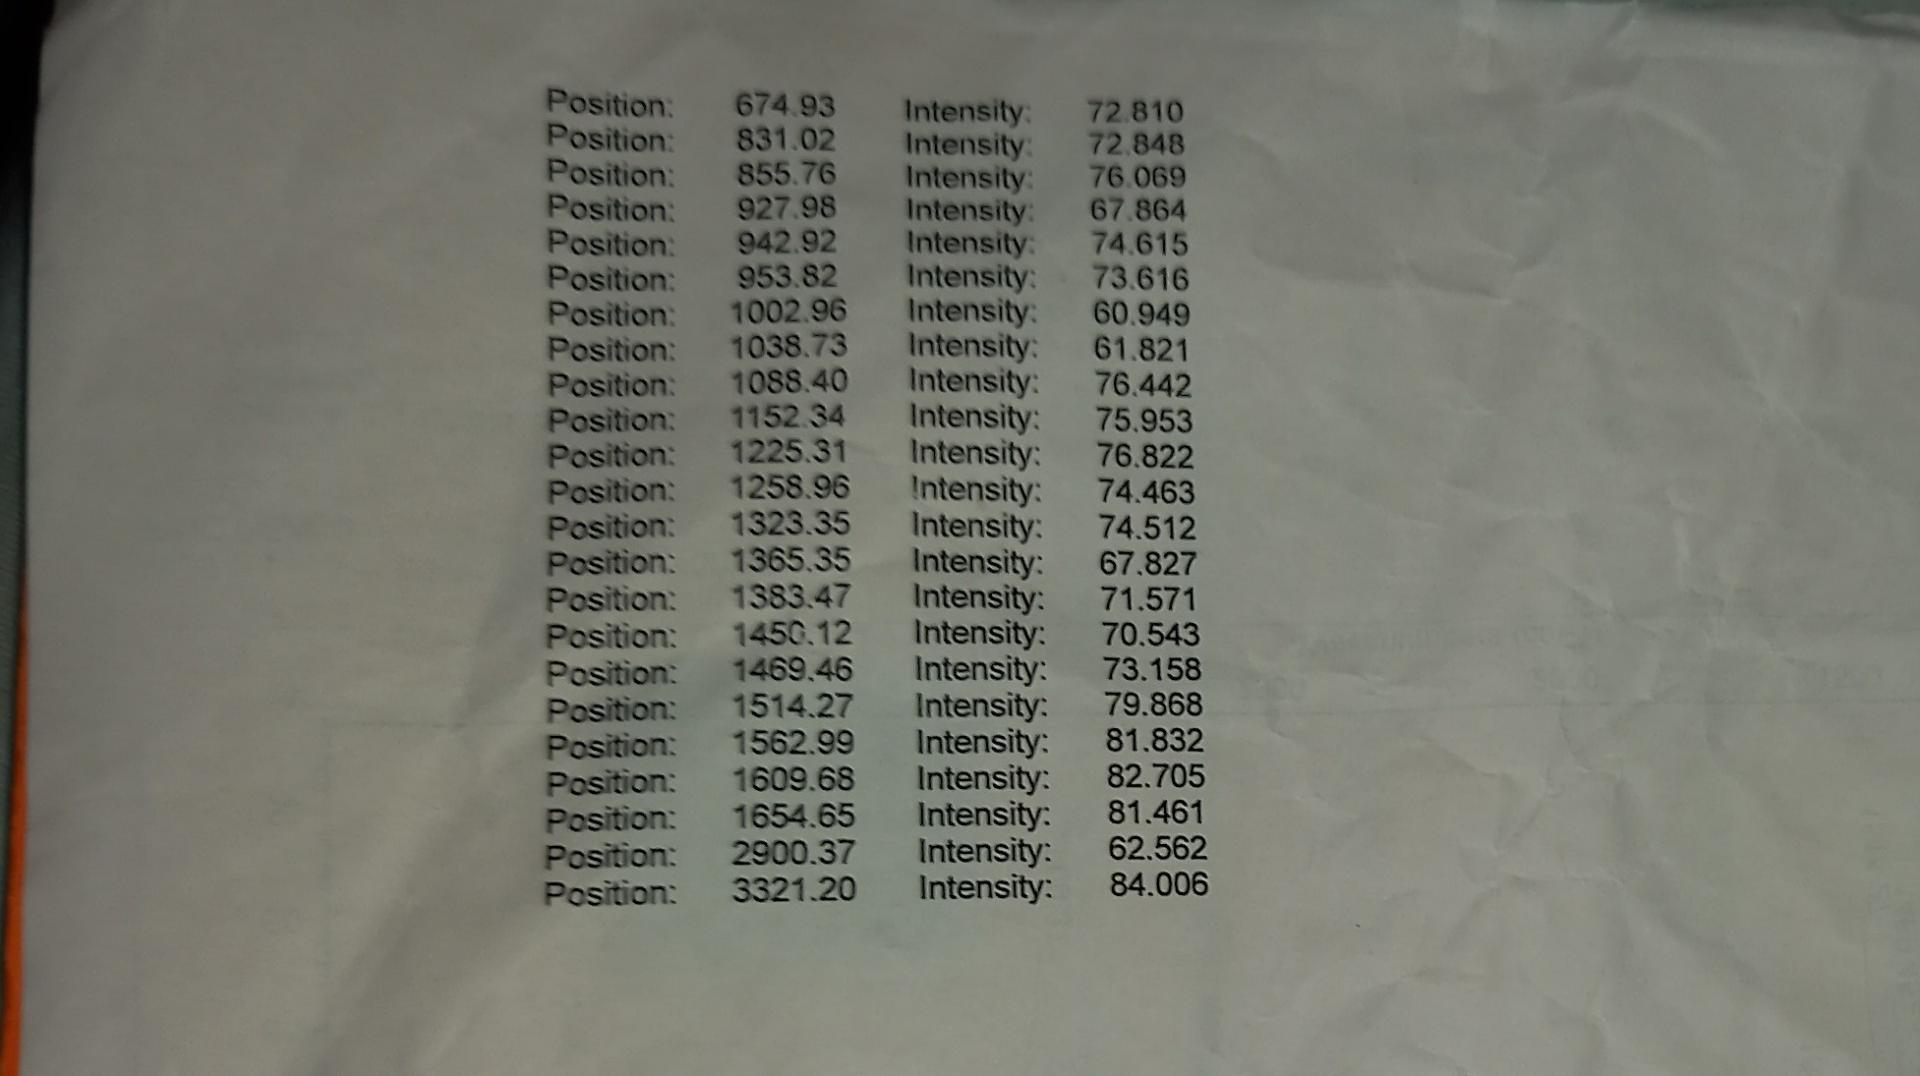 Position: 674.93 Intensity: 72.810
Position: 831.02 Intensity: 72.848
Position: 855.76 Intensity: 76.069
Position: 927.98 Intensity: 67.864
Position: 942.92 Intensity: 74.615
Position: 953.82 Intensity: 73.616
Position: 1002.96 Intensity: 60.949
Position: 1038.73 Intensity: 61.821
Position: 1088.40 Intensity: 76.442
Position: 1152.34 Intensity: 75.953
Position: 1225.31 Intensity: 76.822
Position: 1258.96 Intensity: 74.463
Position: 1323.35 Intensity: 74.512
Position: 1365.35 Intensity: 67.827
Position: 1383.47 Intensity: 71.571
Position: 1450.12 Intensity: 70.543
Position: 1469.46 Intensity: 73.158
Position: 1514.27 Intensity: 79.868
Position: 1562.99 Intensity: 81.832
Position: 1609.68 Intensity: 82.705
Position: 1654.65 Intensity: 81.461
Position: 2900.37 Intensity: 62.562
Position: 3321.20 Intensity: 84.006